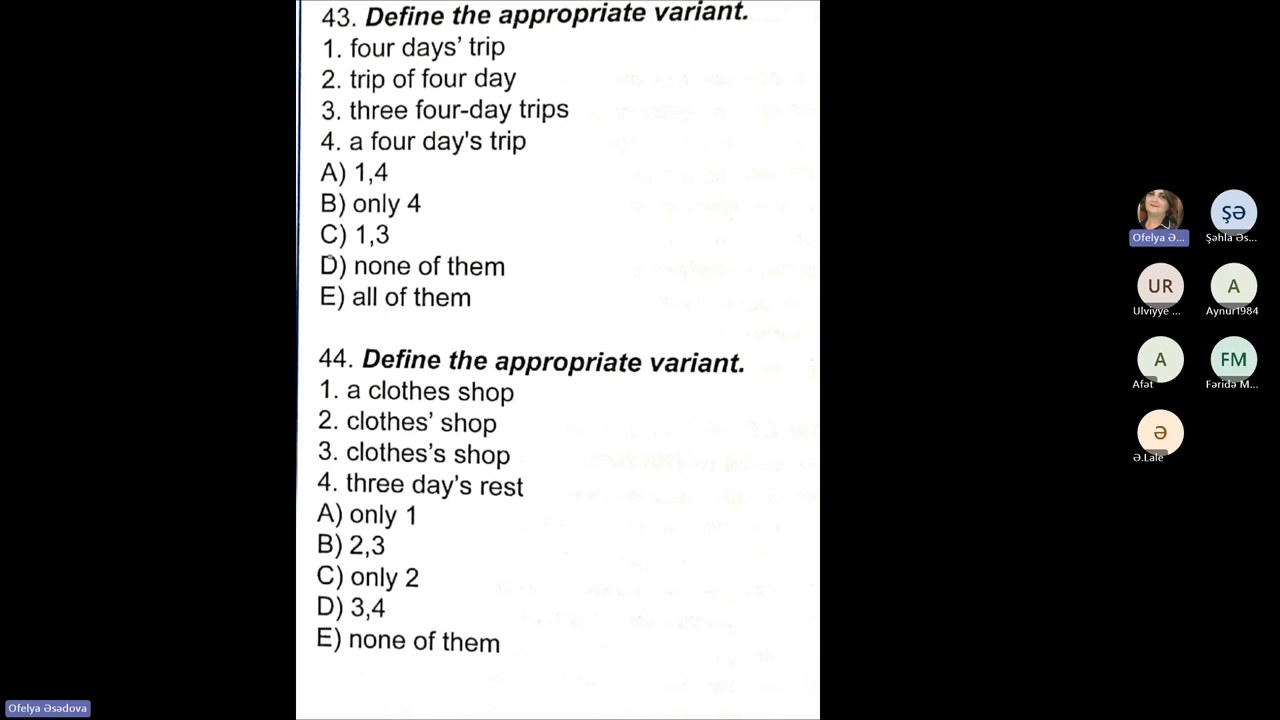 43. Define the appropriate variant.
1. four days’ trip
2. trip of four day
3. three four-day trips
4. a four day's trip
A) 1,4
B) only 4
C) 1,3
D) none of them
E) all of them
44. Define the appropriate variant.
1. a clothes shop
2. clothes’ shop
3. clothes’s shop
4. three day’s rest
A) only 1
B) 2,3
C) only 2
D) 3,4
E) none of them
Ofelya Ə...
ŞƏ
Şəhla Əs...
UR
Ulviyye ...
A
Aynur1984
A
Afət
FM
Fəridə M...
Ə
Ə.Lale
Ofelya Əsədova